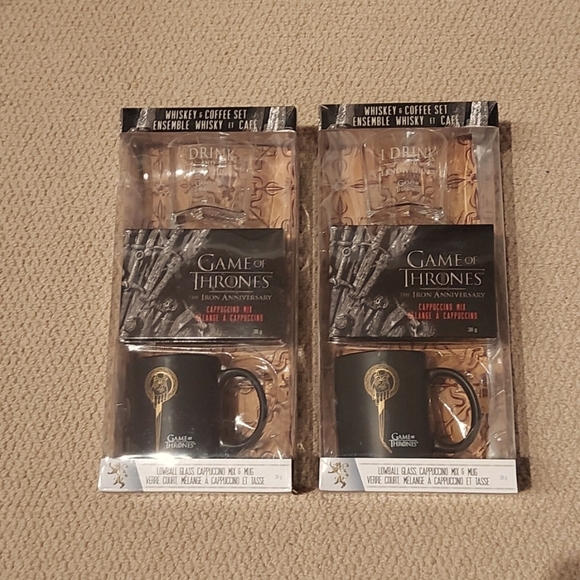 WHISKEY & COFFEE SET
ENSEMBLE WHISKY ET CAFÉ
I DRINK
GAME OF
THRONES
THE IRON ANNIVERSARY
CAPPUCCINO MIX
MÉLANGE À CAPPUCCINO
GAME OF
THRONES
LOWBALL GLASS, CAPPUCCINO MIX & MUG
VERRE COURT, MÉLANGE À CAPPUCCINO ET TASSE
WHISKEY & COFFEE SET
ENSEMBLE WHISKY ET CAFÉ
I DRINK
GAME OF
THRONES
THE IRON ANNIVERSARY
CAPPUCCINO MIX
MÉLANGE À CAPPUCCINO
GAME OF
THRONES
LOWBALL GLASS, CAPPUCCINO MIX & MUG
VERRE COURT, MÉLANGE À CAPPUCCINO ET TASSE